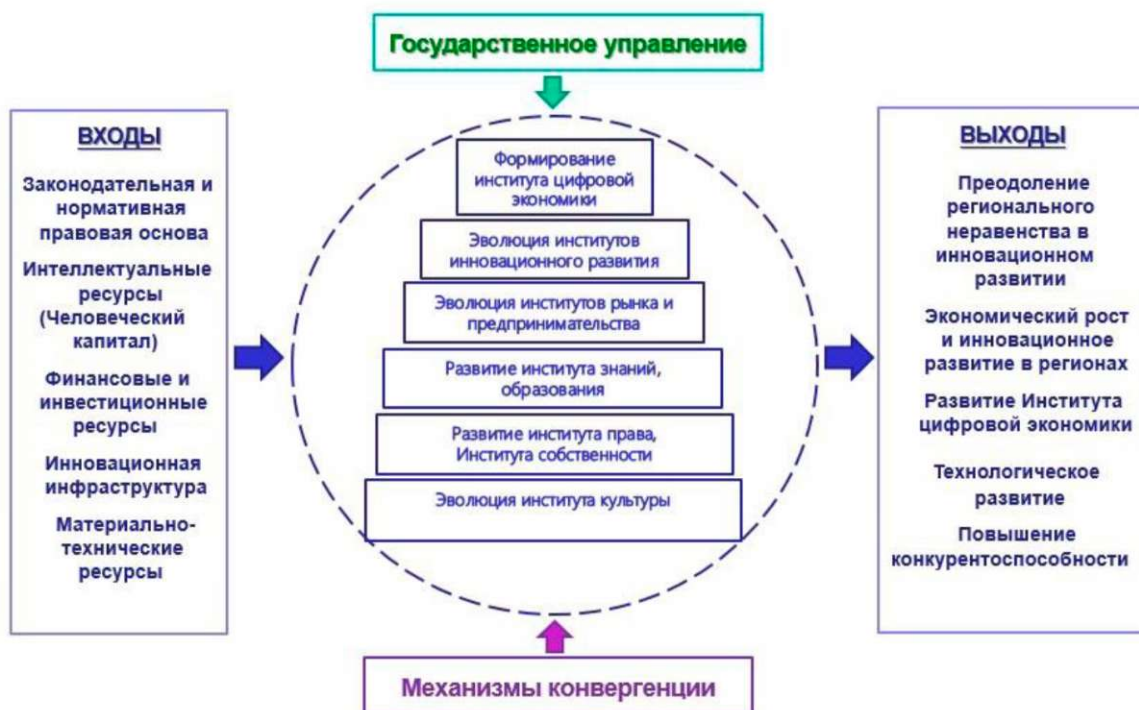 Государственное управление
ВХОДЫ
Законодательная и
нормативная
правовая основа
Интеллектуальные
ресурсы
(Человеческий
капитал)
Финансовые и
инвестиционные
ресурсы
Инновационная
инфраструктура
Материально-
технические
ресурсы
Формирование
института цифровой
экономики
Эволюция институтов
инновационного развития
Эволюция институтов рынка и
предпринимательства
Развитие института знаний,
образования
Развитие института права,
Института собственности
Эволюция института культуры
ВЫХОДЫ
Преодоление
регионального
неравенства в
инновационном
развитии
Экономический рост
и инновационное
развитие в регионах
Развитие Института
цифровой экономики
Технологическое
развитие
Повышение
конкурентоспособности
Механизмы конвергенции